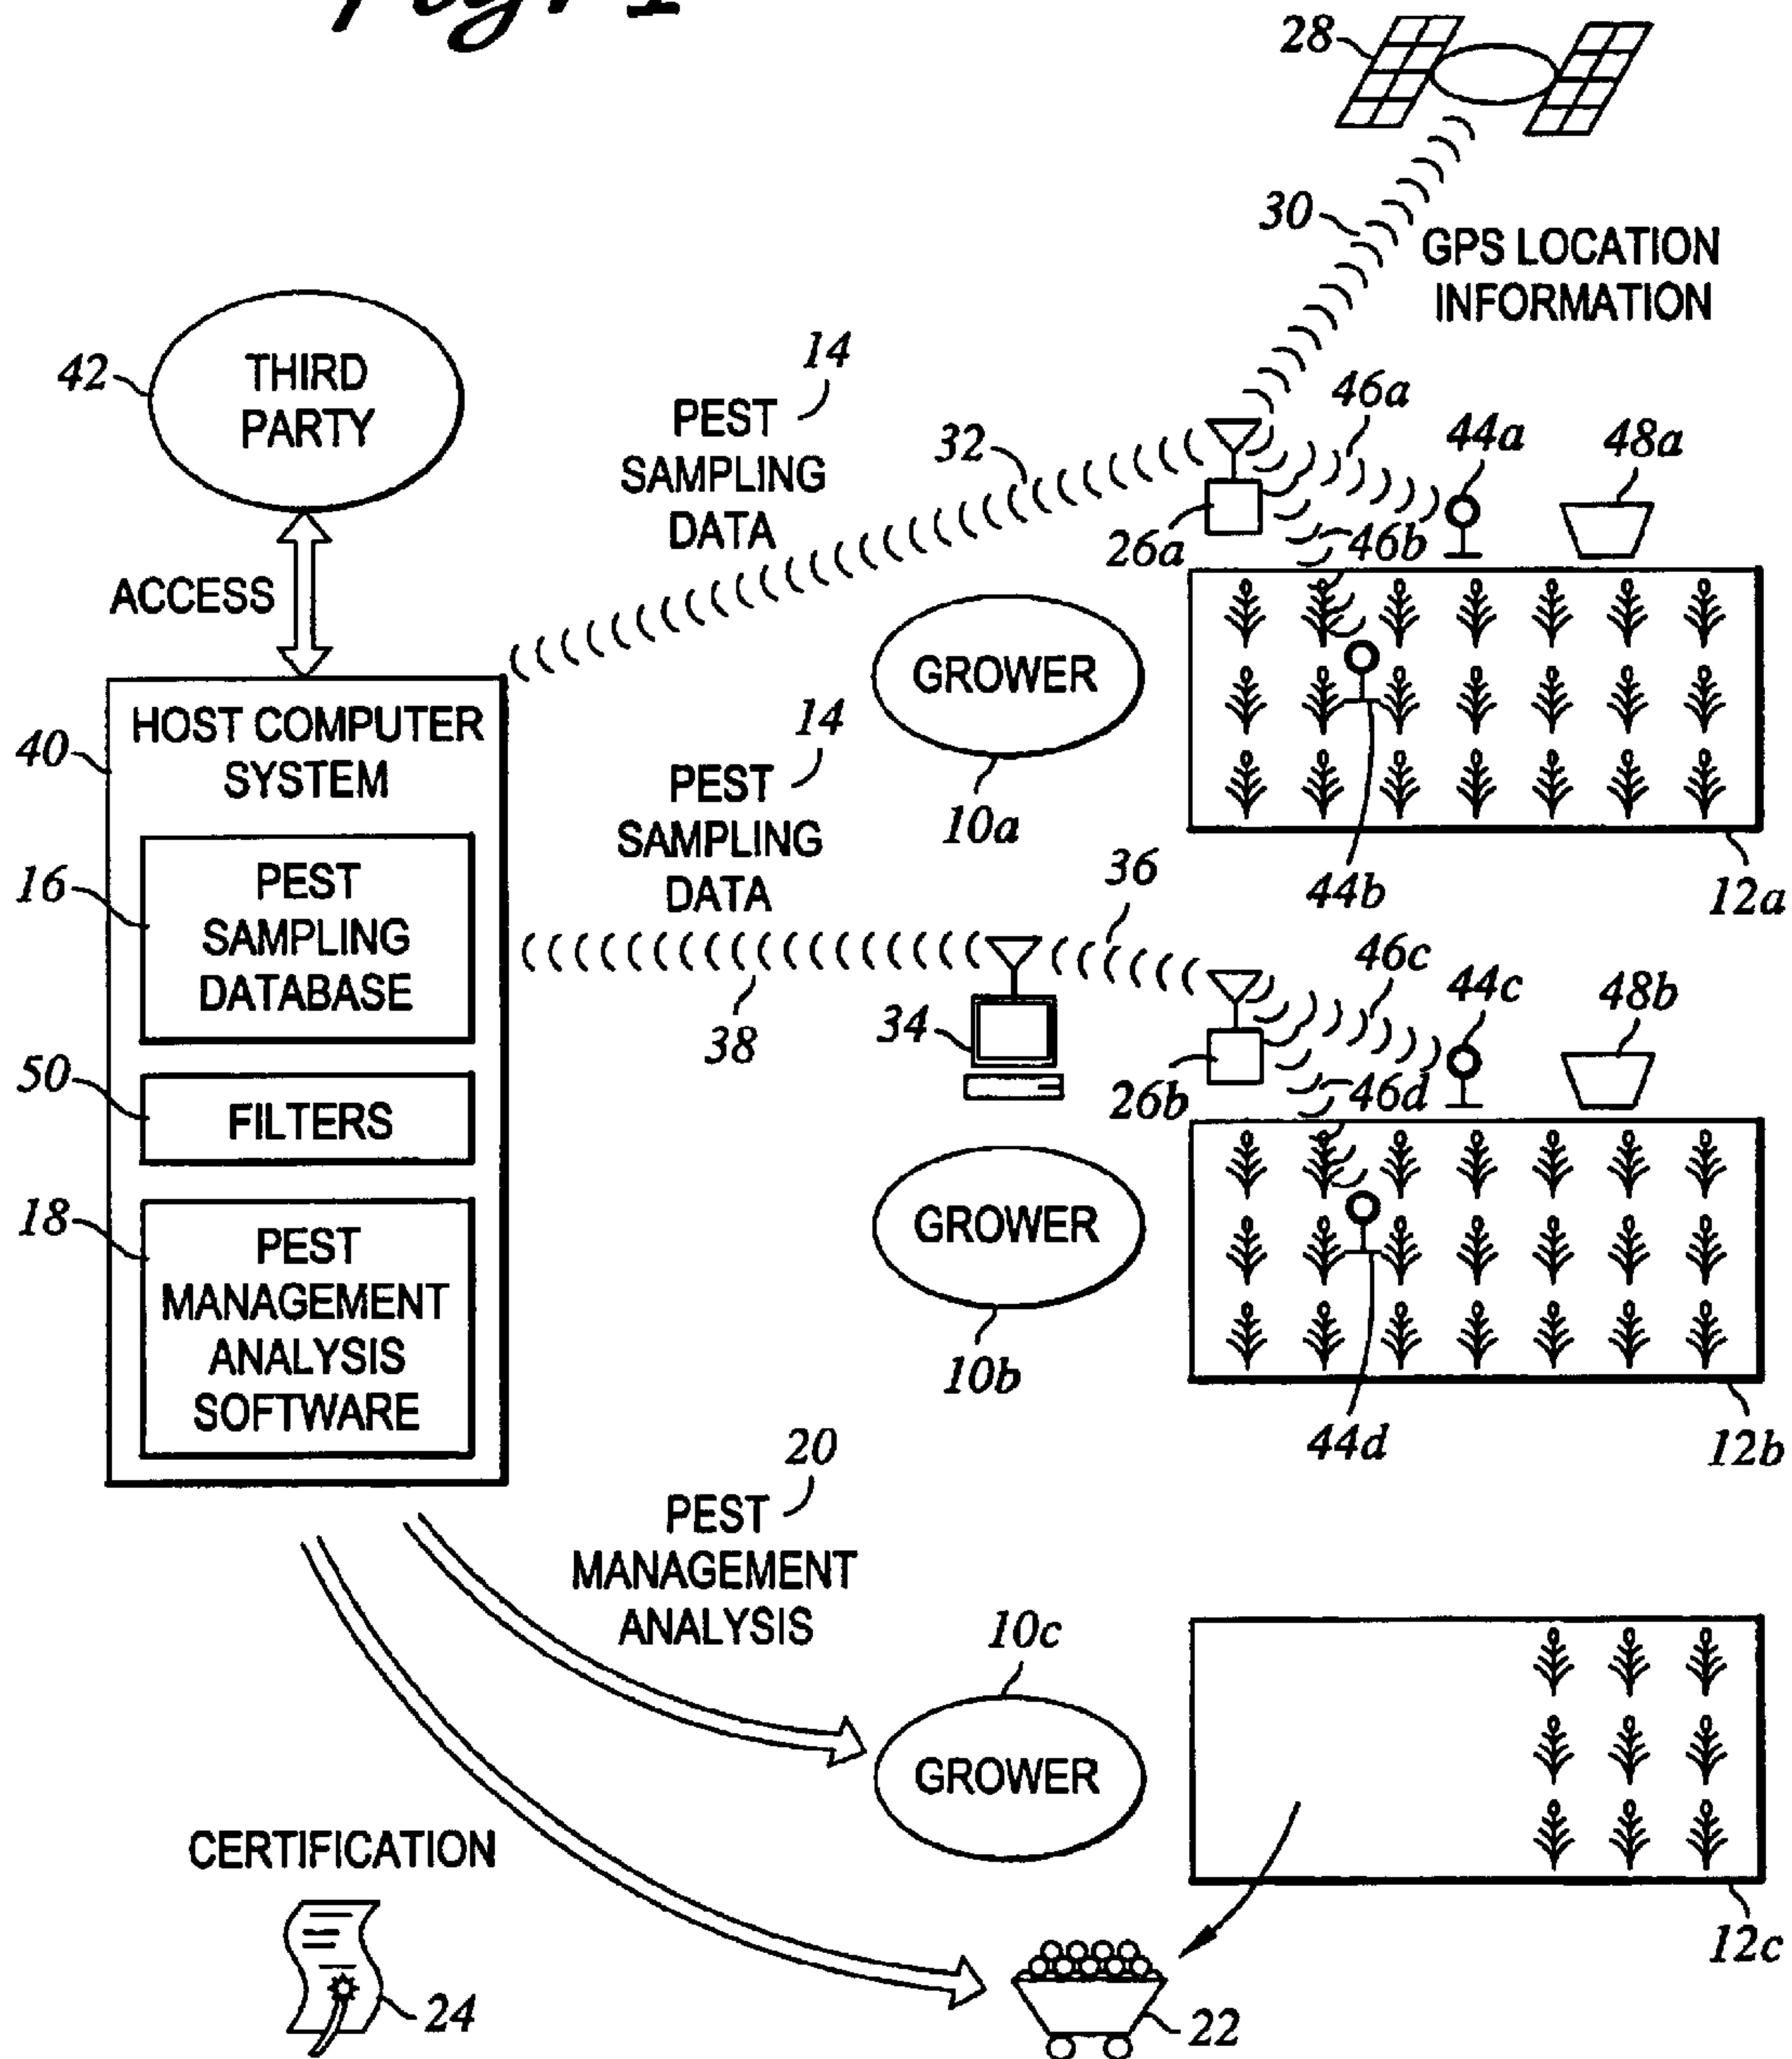 Fig. 1
28
30
GPS LOCATION
INFORMATION
42
THIRD
PARTY
14
PEST
SAMPLING
DATA
32
46a
44a
48a
26a
46b
ACCESS
GROWER
10a
44b
12a
40
HOST COMPUTER
SYSTEM
14
PEST
SAMPLING
DATA
16
PEST
SAMPLING
DATABASE
36
38
34
46c
44c
48b
26b
46d
50
FILTERS
GROWER
10b
44d
12b
18
PEST
MANAGEMENT
ANALYSIS
SOFTWARE
20
PEST
MANAGEMENT
ANALYSIS
10c
GROWER
12c
CERTIFICATION
24
22